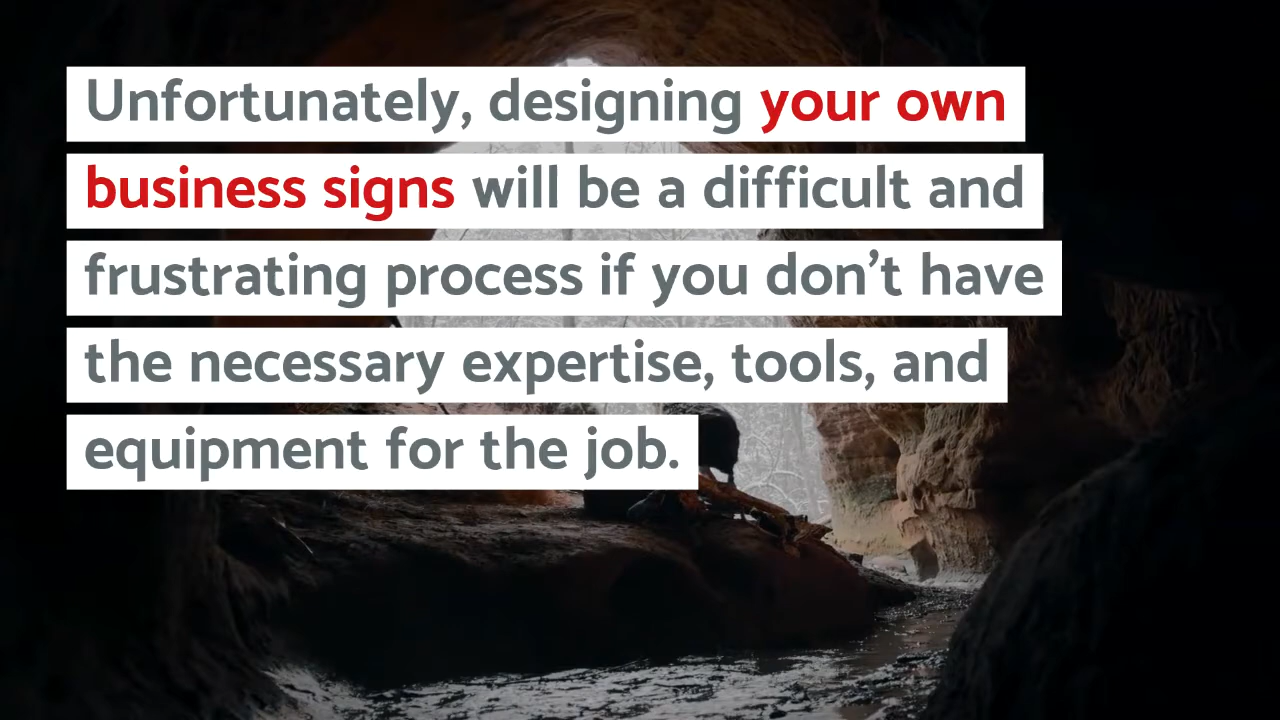 Unfortunately, designing your own
business signs will be a difficult and
frustrating process if you don’t have
the necessary expertise, tools, and
equipment for the job.